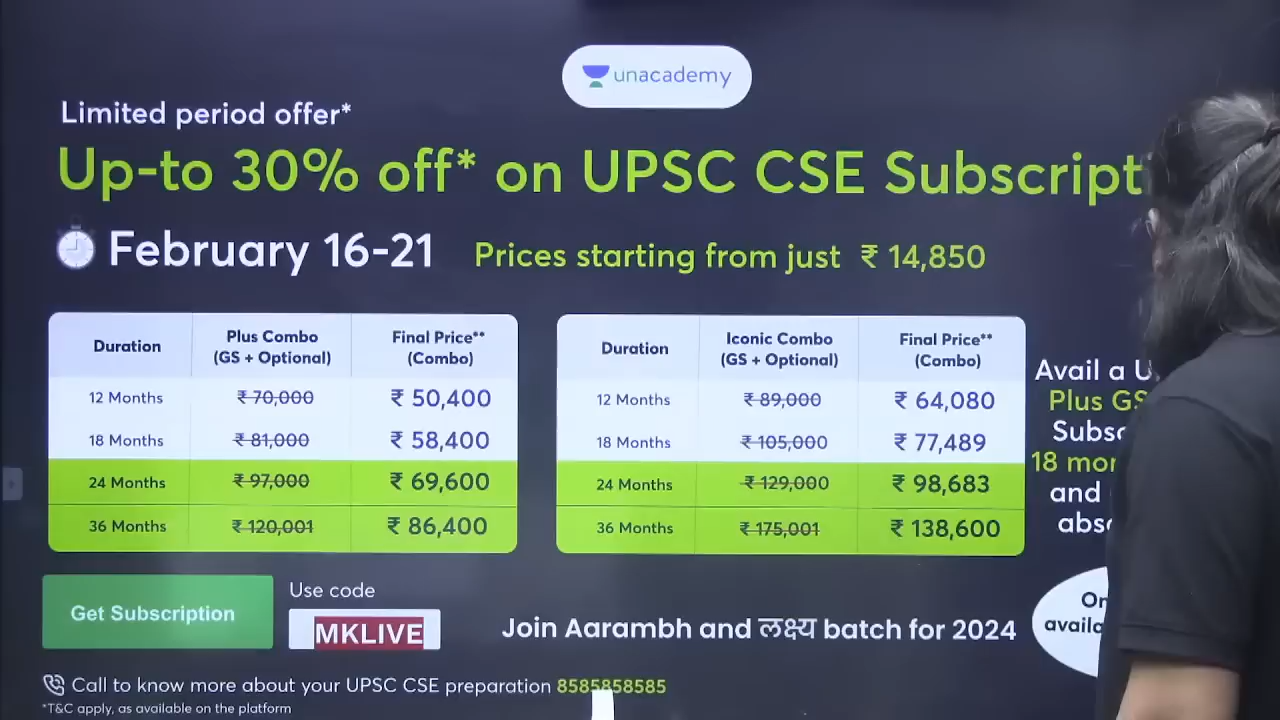 unacademy
Limited period offer*
Up-to 30% off* on UPSC CSE
February 16-21
Prices starting from just ₹ 14,850
Duration Plus Combo (GS + Optional) Final Price** (Combo)
12 Months ₹ 70,000 ₹ 50,400
18 Months ₹ 81,000 ₹ 58,400
24 Months ₹ 97,000 ₹ 69,600
36 Months ₹ 120,001 ₹ 86,400
Duration Iconic Combo (GS + Optional) Final Price** (Combo)
12 Months ₹ 89,000 ₹ 64,080
18 Months ₹ 105,000 ₹ 77,489
24 Months ₹ 129,000 ₹ 98,683
36 Months ₹ 175,001 ₹ 138,600
Avail a
Plus GS
18
and
Get Subscription
Use code
MKLIVE
Join Aarambh and लक्ष्य batch for 2024
Call to know more about your UPSC CSE preparation 8585858585
*T&C apply, as available on the platform